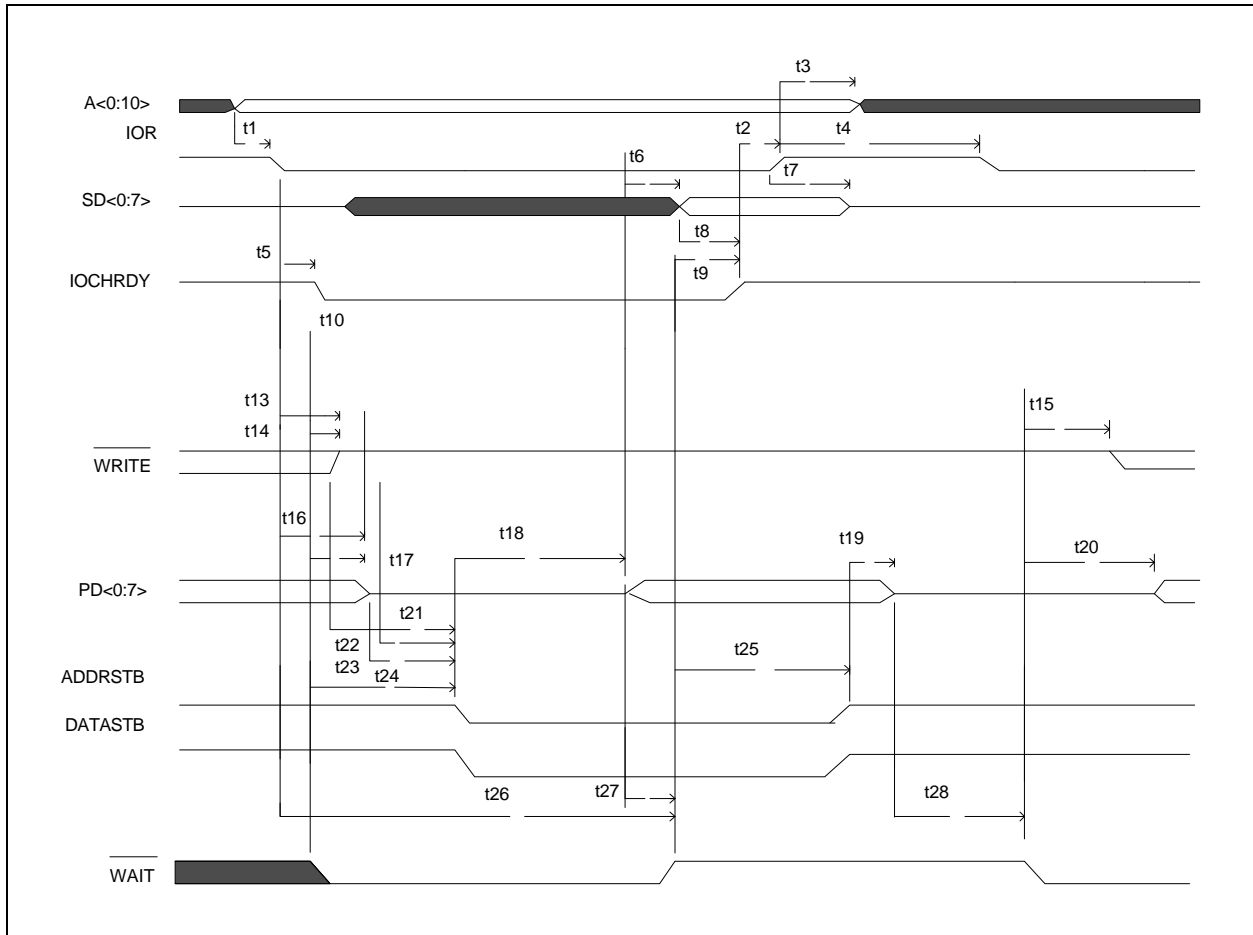 t3
A<0:10>
IOR
t1
t2
t4
t6
t7
SD<0:7>
t8
t5
t9
IOCHRDY
t10
t13
t15
t14
WRITE
t16
t18
t19
t17
t20
PD<0:7>
t21
t22
t23
t25
ADDRSTB
t24
DATASTB
t26
t27
t28
WAIT